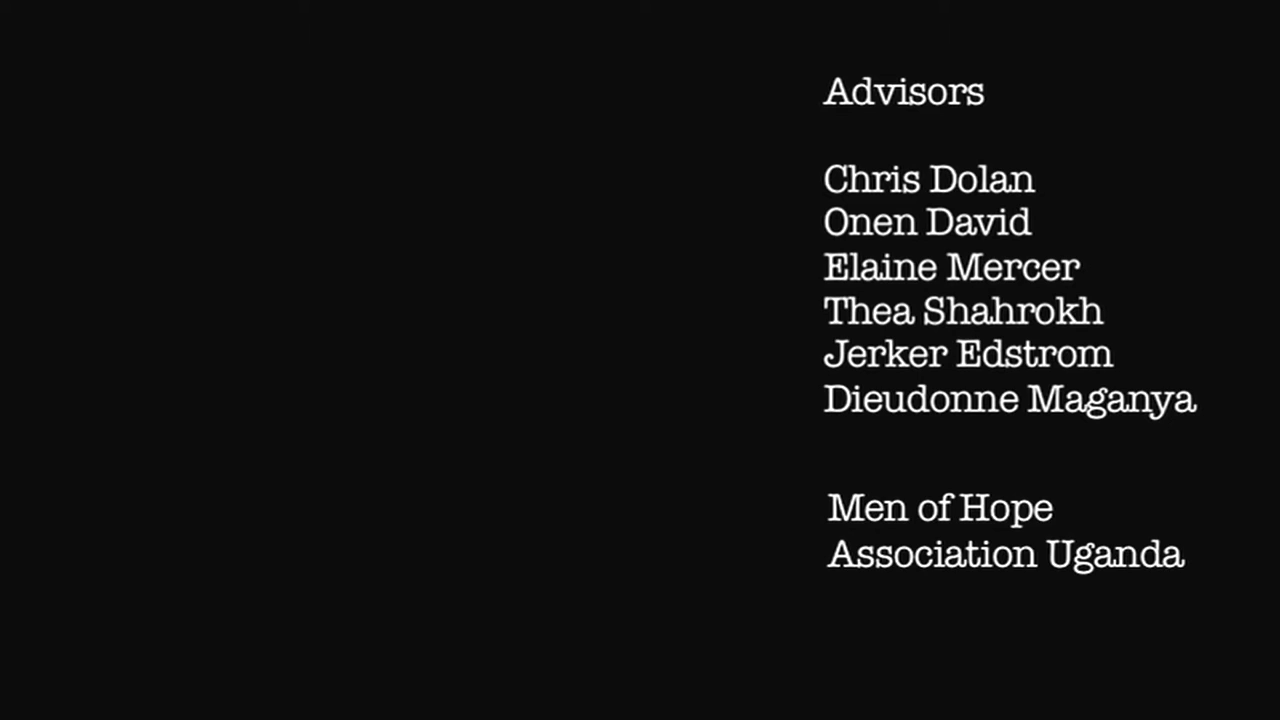 Advisors
Chris Dolan
Onen David
Elaine Mercer
Thea Shahrokh
Jerker Edstrom
Dieudonne Maganya
Men of Hope
Association Uganda